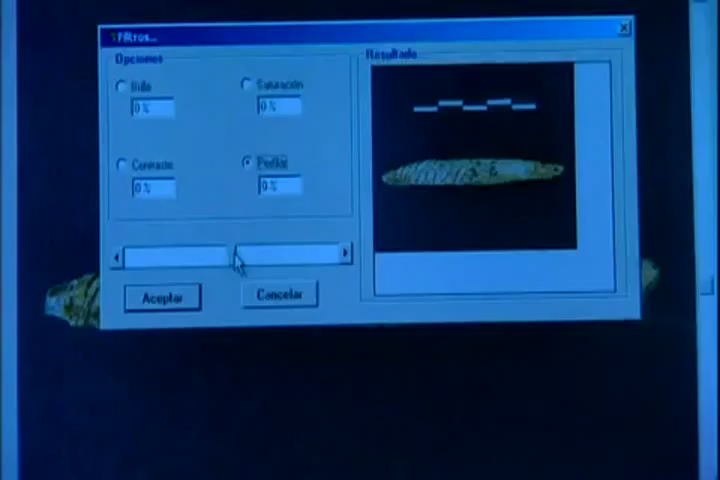 Filtros...
Opciones
Resultado
Brillo
Saturación
0 %
0 %
Contraste
Perfilar
0 %
0 %
Aceptar
Cancelar